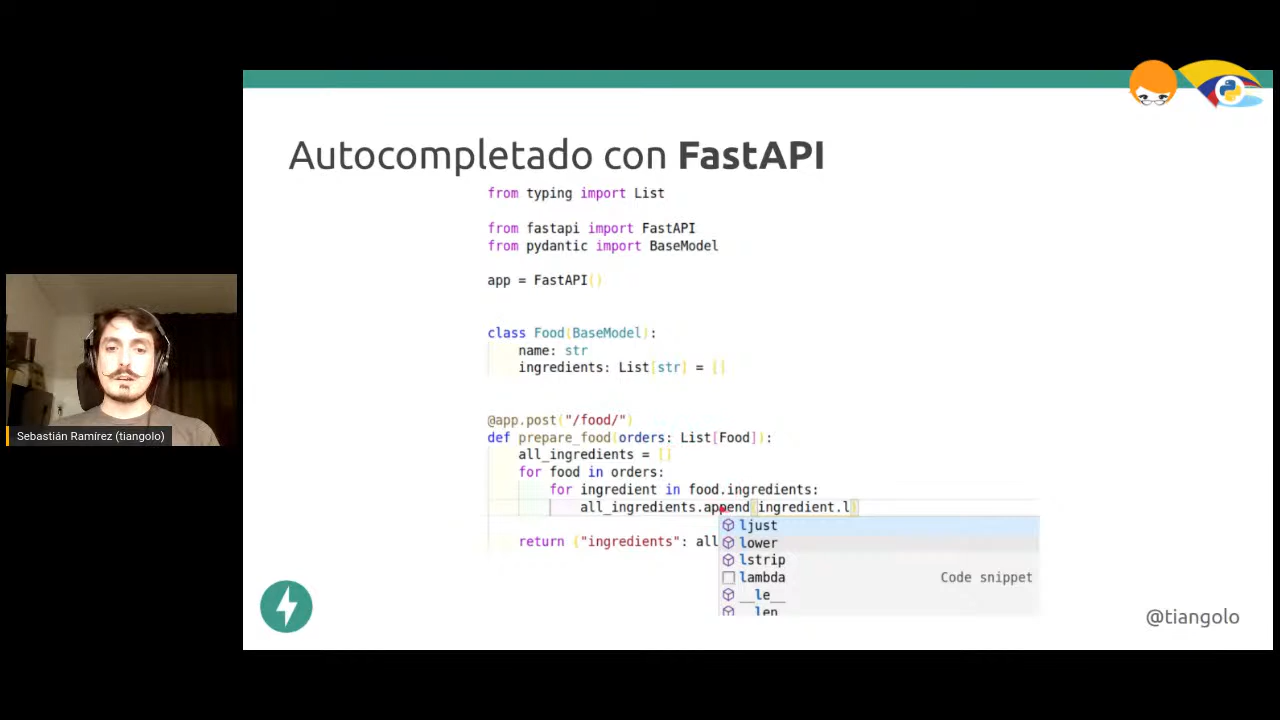 Autocompletado con FastAPI
from typing import List
from fastapi import FastAPI
from pydantic import BaseModel
app = FastAPI()
class Food(BaseModel):
name: str
ingredients: List[str] = []
@app.post("/food/")
def prepare_food(orders: List[Food]):
all_ingredients = []
for food in orders:
for ingredient in food.ingredients:
all_ingredients.append(ingredient.l)
ljust
lower
lstrip
lambda Code snippet
__le__
__len
return {"ingredients": all
Sebastián Ramírez (tiangolo)
@tiangolo